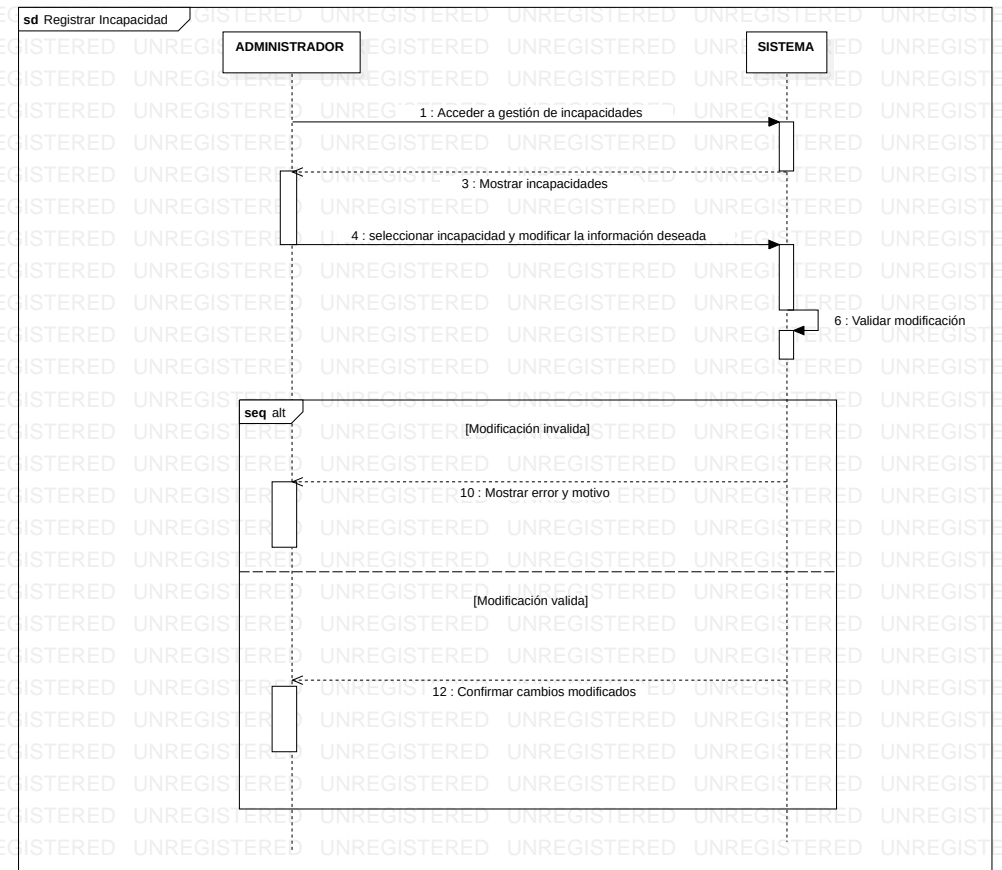 sd Registrar Incapacidad
ADMINISTRADOR
SISTEMA
1 : Acceder a gestión de incapacidades
3 : Mostrar incapacidades
4 : seleccionar incapacidad y modificar la información deseada
6 : Validar modificación
seq alt
[Modificación invalida]
10 : Mostrar error y motivo
[Modificación valida]
12 : Confirmar cambios modificados
UNREGISTERED